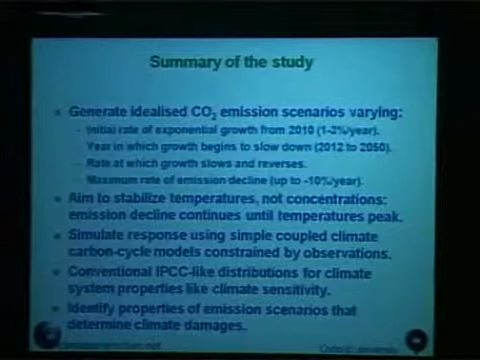 Summary of the study
Generate idealised CO₂ emission scenarios varying:
- Initial rate of exponential growth from 2010 (1-2%/year).
Year in which growth begins to slow down (2012 to 2050).
- Rate at which growth slows and reverses.
Maximum rate of emission decline (up to -10%/year).
Aim to stabilize temperatures, not concentrations:
emission decline continues until temperatures peak.
Simulate response using simple coupled climate
carbon-cycle models constrained by observations.
Conventional IPCC-like distributions for climate
system properties like climate sensitivity.
Identify properties of emission scenarios that
determine climate damages.
Oxford University